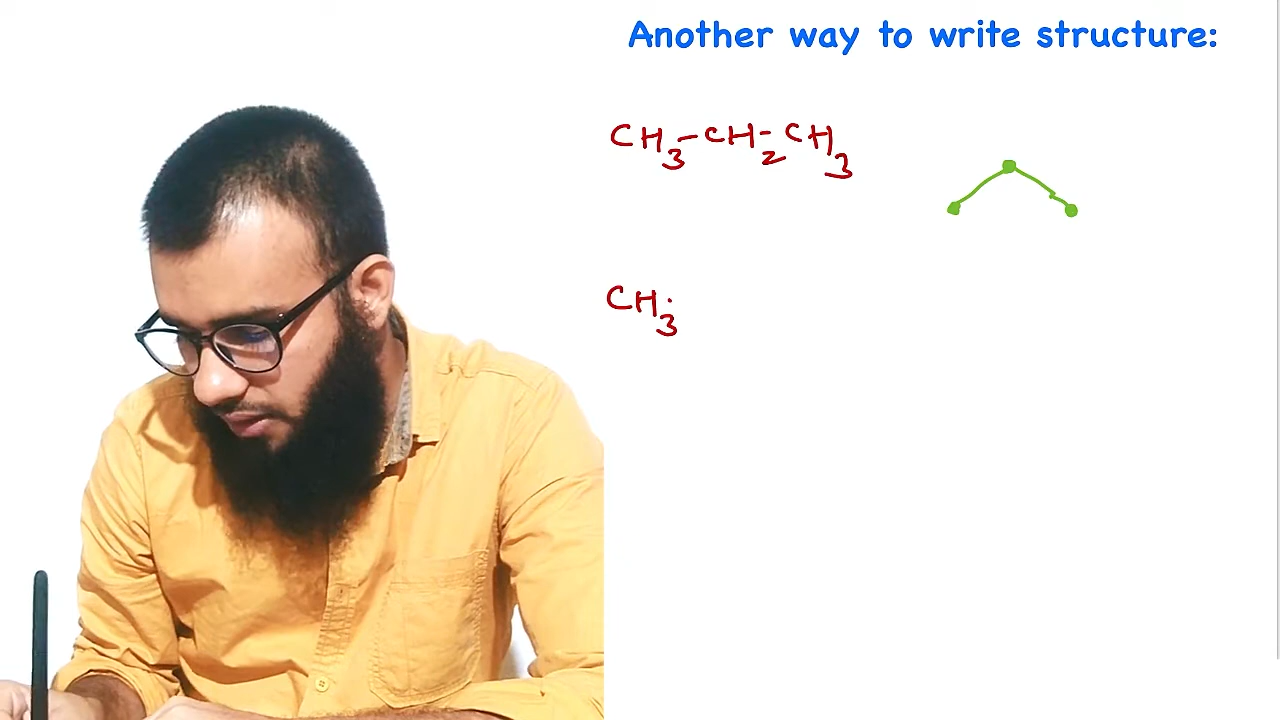 Another way to write structure:
CH₃-CH₂-CH₃
CH₃